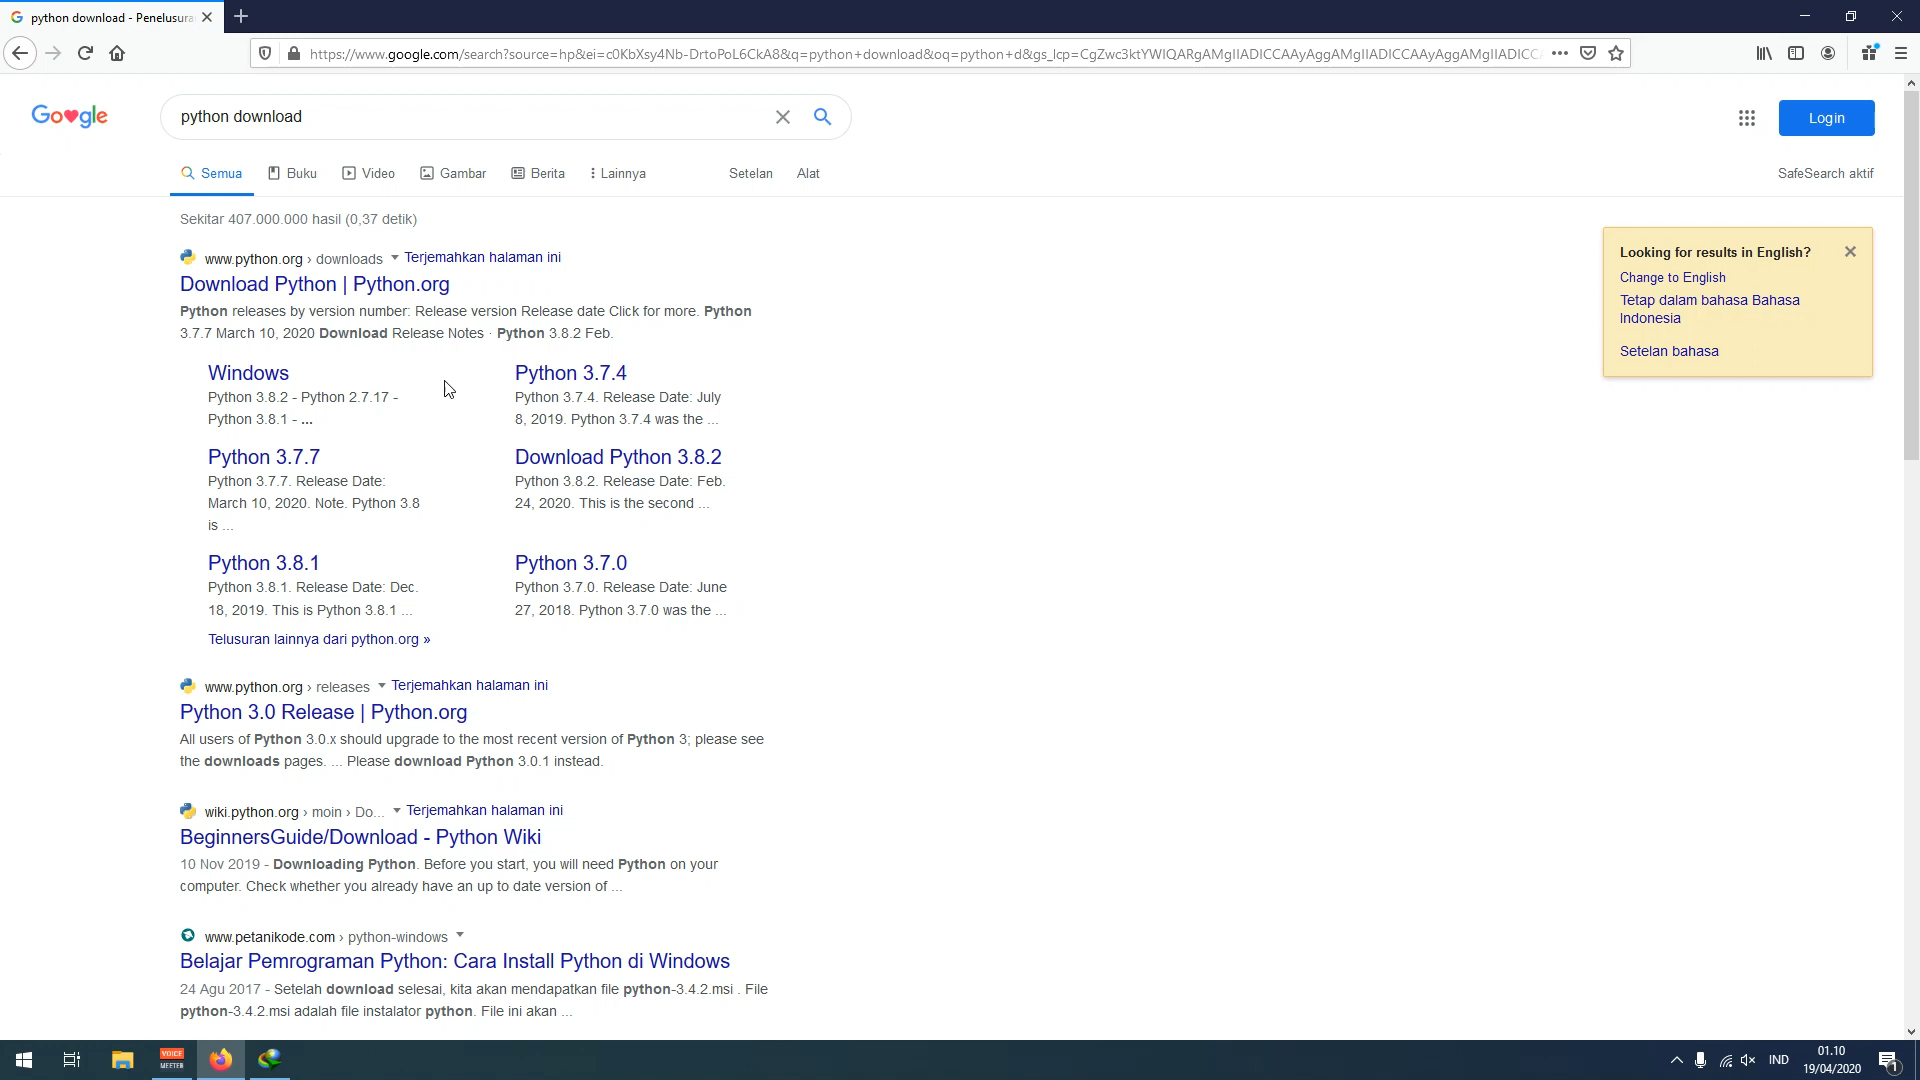 python download - Penelusura
https://www.google.com/search?source=hp&ei=c0KbXsy4Nb-DrtoPoL6CkA8&q=python+download&oq=python+d&gs_lcp=CgZwc3ktYWIQARgAMgIIADICCAAyAggAMgIIADICCAAyAggAMgIIADICC
Google
python download
Login
Semua
Buku
Video
Gambar
Berita
Lainnya
Setelan
Alat
SafeSearch aktif
Sekitar 407.000.000 hasil (0,37 detik)
www.python.org › downloads Terjemahkan halaman ini
Download Python | Python.org
Python releases by version number: Release version Release date Click for more. Python
3.7.7 March 10, 2020 Download Release Notes · Python 3.8.2 Feb.
Windows
Python 3.8.2 - Python 2.7.17 -
Python 3.8.1 - ...
Python 3.7.4
Python 3.7.4. Release Date: July
8, 2019. Python 3.7.4 was the ...
Python 3.7.7
Python 3.7.7. Release Date:
March 10, 2020. Note. Python 3.8
is ...
Download Python 3.8.2
Python 3.8.2. Release Date: Feb.
24, 2020. This is the second ...
Python 3.8.1
Python 3.8.1. Release Date: Dec.
18, 2019. This is Python 3.8.1 ...
Python 3.7.0
Python 3.7.0. Release Date: June
27, 2018. Python 3.7.0 was the ...
Telusuran lainnya dari python.org »
www.python.org › releases Terjemahkan halaman ini
Python 3.0 Release | Python.org
All users of Python 3.0.x should upgrade to the most recent version of Python 3; please see
the downloads pages. ... Please download Python 3.0.1 instead.
wiki.python.org › moin › Do... Terjemahkan halaman ini
BeginnersGuide/Download - Python Wiki
10 Nov 2019 - Downloading Python. Before you start, you will need Python on your
computer. Check whether you already have an up to date version of ...
www.petanikode.com › python-windows
Belajar Pemrograman Python: Cara Install Python di Windows
24 Agu 2017 - Setelah download selesai, kita akan mendapatkan file python-3.4.2.msi . File
python-3.4.2.msi adalah file instalator python. File ini akan ...
Looking for results in English?
Change to English
Tetap dalam bahasa Bahasa
Indonesia
Setelan bahasa
VOICE
MEETER
IND
01.10
19/04/2020
1